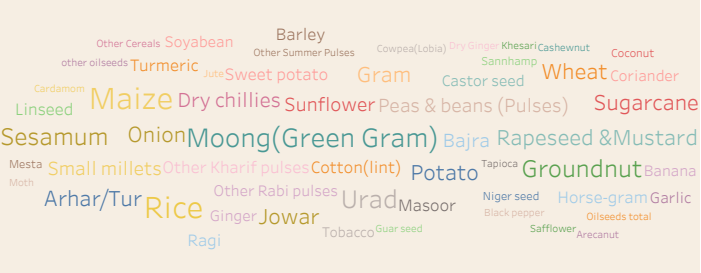 Barley
Other Cereals Soyabean
Other Summer Pulses Cowpea(Lobia) Dry Ginger Khesari Cashewnut
Coconut
other oilseeds Turmeric Sannhamp
Jute Sweet potato Gram Castor seed Wheat Coriander
Cardamom
Linseed Maize Dry chillies Sunflower Peas & beans (Pulses) Sugarcane
Sesamum Onion Moong(Green Gram) Bajra Rapeseed &Mustard
Mesta Small millets Other Kharif pulses Cotton(lint) Potato Tapioca Groundnut Banana
Moth
Arhar/Tur Rice Other Rabi pulses Urad Masoor Niger seed Horse-gram Garlic
Ginger Jowar Black pepper Oilseeds total
Ragi Tobacco Guar seed Safflower Arecanut